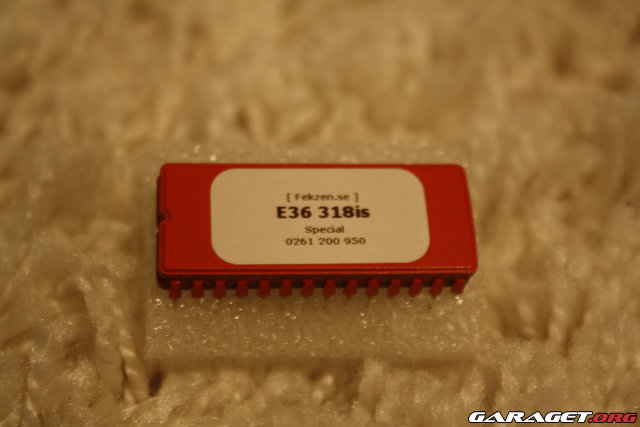 [ Fekzen.se ]
E36 318is
Special
0261 200 950
GARAGET.ORG